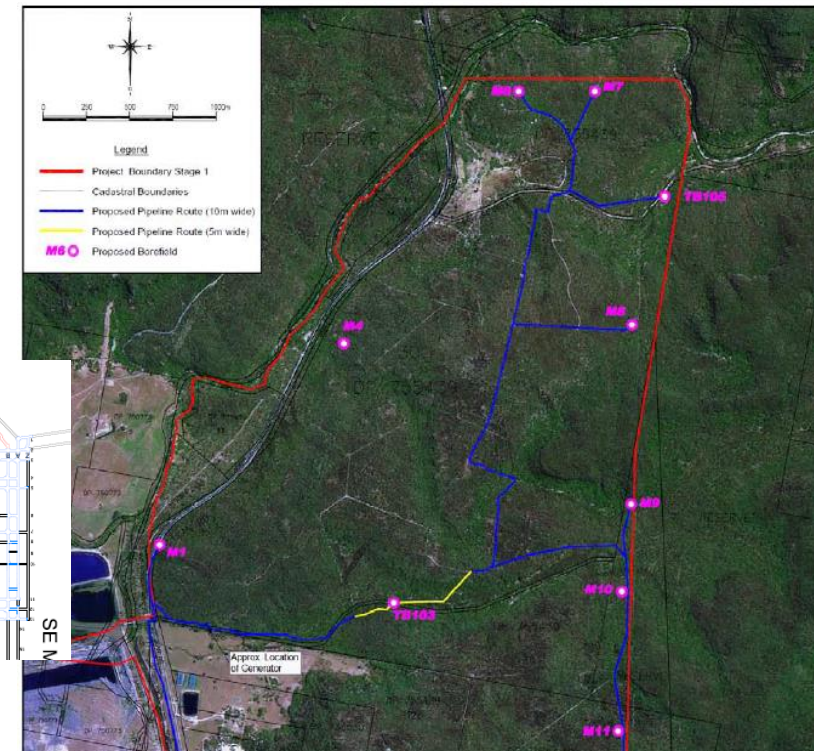 W E
0 250 500 750 1000m
Legend
Project Boundary Stage 1
Cadastral Boundaries
Proposed Pipeline Route (10m wide)
Proposed Pipeline Route (5m wide)
M6 Proposed Borefield
M7
RESERVE
TB105
M8
M4
M9
RESERVE
M1
M10
TB103
Approx. Location
of Generator
M11
SE